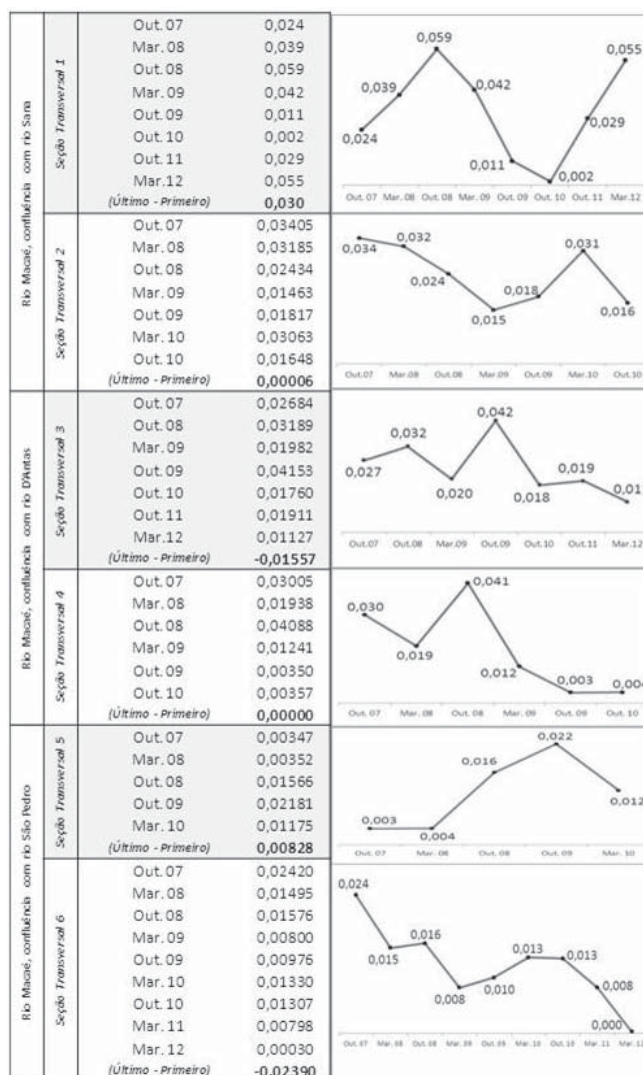 Rio Macaé, confluência com rio Sana
Seção Transversal 1
Out. 07 0,024
Mar. 08 0,039
Out. 08 0,059
Mar. 09 0,042
Out. 09 0,011
Out. 10 0,002
Out. 11 0,029
Mar. 12 0,055
(Último - Primeiro) 0,030
0,024 0,039 0,059 0,042 0,011 0,002 0,029 0,055
Out. 07 Mar. 08 Out. 08 Mar. 09 Out. 09 Out. 10 Out. 11 Mar. 12
Seção Transversal 2
Out. 07 0,03405
Mar. 08 0,03185
Out. 08 0,02434
Mar. 09 0,01463
Out. 09 0,01817
Mar. 10 0,03063
Out. 10 0,01648
(Último - Primeiro) 0,00006
0,034 0,032 0,024 0,015 0,018 0,031 0,016
Out.07 Mar.08 Out.08 Mar.09 Out.09 Mar.10 Out.10
Rio Macaé, confluência com rio D'Antas
Seção Transversal 3
Out. 07 0,02684
Out. 08 0,03189
Mar. 09 0,01982
Out. 09 0,04153
Out. 10 0,01760
Out. 11 0,01911
Mar. 12 0,01127
(Último - Primeiro) -0,01557
0,027 0,032 0,020 0,042 0,018 0,019
Out.07 Out.08 Mar.09 Out.09 Out.10 Out.11 Mar.12
Seção Transversal 4
Out. 07 0,03005
Mar. 08 0,01938
Out. 08 0,04088
Mar. 09 0,01241
Out. 09 0,00350
Out. 10 0,00357
(Último - Primeiro) 0,00000
0,030 0,019 0,041 0,012 0,003 0,004
Out. 07 Mar. 08 Out. 08 Mar. 09 Out. 09 Out. 10
Rio Macaé, confluência com rio São Pedro
Seção Transversal 5
Out. 07 0,00347
Mar. 08 0,00352
Out. 08 0,01566
Out. 09 0,02181
Mar. 10 0,01175
(Último - Primeiro) 0,00828
0,003 0,004 0,016 0,022 0,012
Out. 07 Out. 08 Out. 09 Mar. 10
Seção Transversal 6
Out. 07 0,02420
Mar. 08 0,01495
Out. 08 0,01576
Mar. 09 0,00800
Out. 09 0,00976
Mar. 10 0,01330
Out. 10 0,01307
Mar. 11 0,00798
Mar. 12 0,00030
(Último - Primeiro) -0,02390
0,024 0,015 0,016 0,008 0,010 0,013 0,013 0,008 0,000
Out. 07 Mar. 08 Out. 08 Mar. 09 Out. 09 Mar. 10 Out. 10 Mar. 11